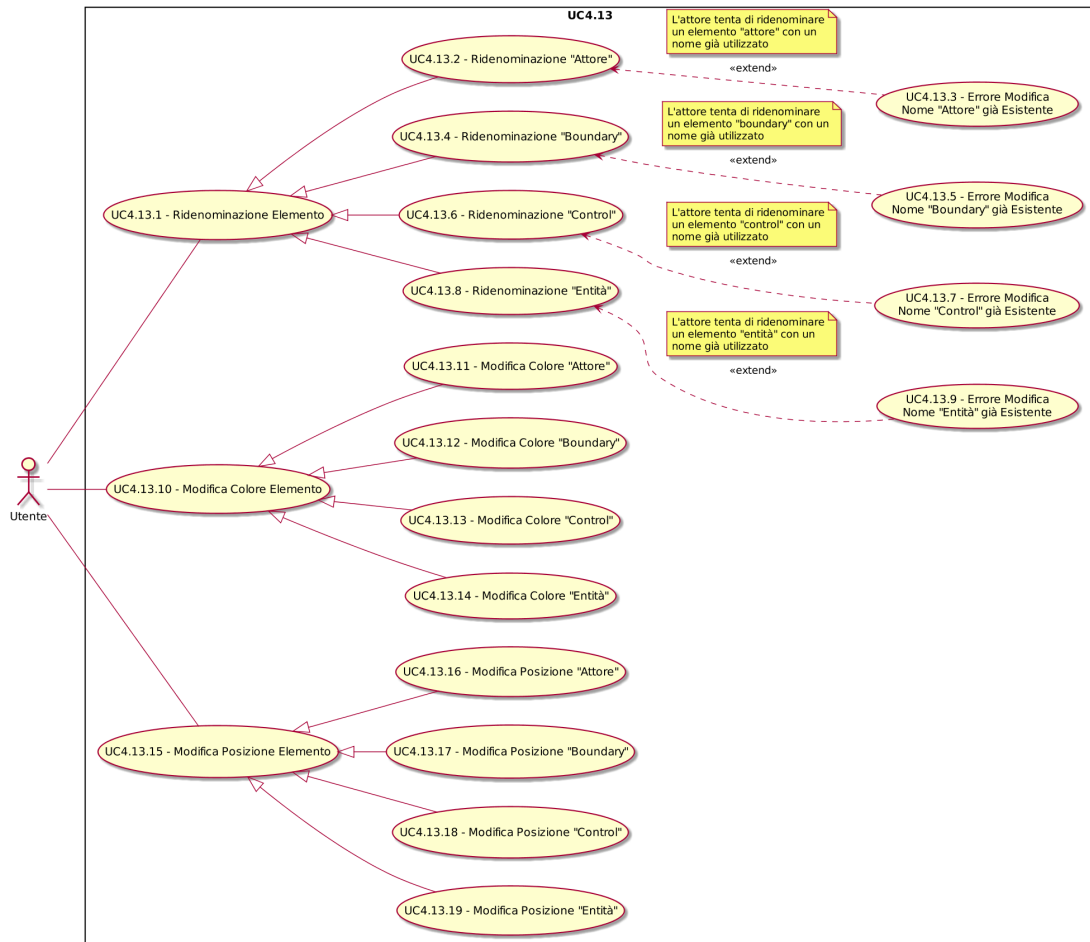 UC4.13
L'attore tenta di ridenominare
un elemento "attore" con un
nome già utilizzato
UC4.13.2 - Ridenominazione "Attore"
«extend»
UC4.13.3 - Errore Modifica
Nome "Attore" già Esistente
L'attore tenta di ridenominare
un elemento "boundary" con un
nome già utilizzato
UC4.13.4 - Ridenominazione "Boundary"
«extend»
UC4.13.5 - Errore Modifica
Nome "Boundary" già Esistente
UC4.13.1 - Ridenominazione Elemento
UC4.13.6 - Ridenominazione "Control"
L'attore tenta di ridenominare
un elemento "control" con un
nome già utilizzato
«extend»
UC4.13.7 - Errore Modifica
Nome "Control" già Esistente
UC4.13.8 - Ridenominazione "Entità"
L'attore tenta di ridenominare
un elemento "entità" con un
nome già utilizzato
«extend»
UC4.13.9 - Errore Modifica
Nome "Entità" già Esistente
UC4.13.11 - Modifica Colore "Attore"
UC4.13.12 - Modifica Colore "Boundary"
Utente
UC4.13.10 - Modifica Colore Elemento
UC4.13.13 - Modifica Colore "Control"
UC4.13.14 - Modifica Colore "Entità"
UC4.13.16 - Modifica Posizione "Attore"
UC4.13.15 - Modifica Posizione Elemento
UC4.13.17 - Modifica Posizione "Boundary"
UC4.13.18 - Modifica Posizione "Control"
UC4.13.19 - Modifica Posizione "Entità"